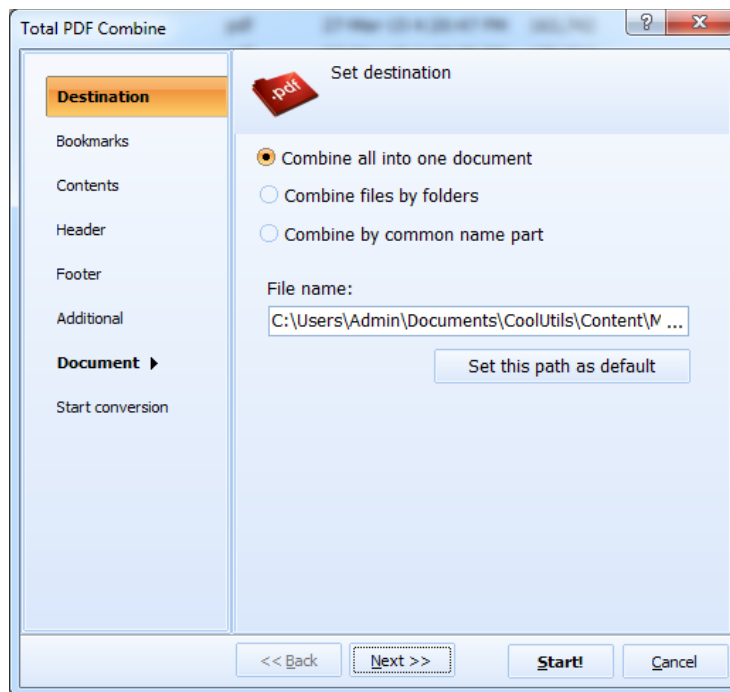 Total PDF Combine
?
X
Destination
Bookmarks
Contents
Header
Footer
Additional
Document
Start conversion
.pdf
Set destination
Combine all into one document
Combine files by folders
Combine by common name part
File name:
C:\Users\Admin\Documents\CoolUtils\Content\M ...
Set this path as default
<< Back
Next >>
Start!
Cancel